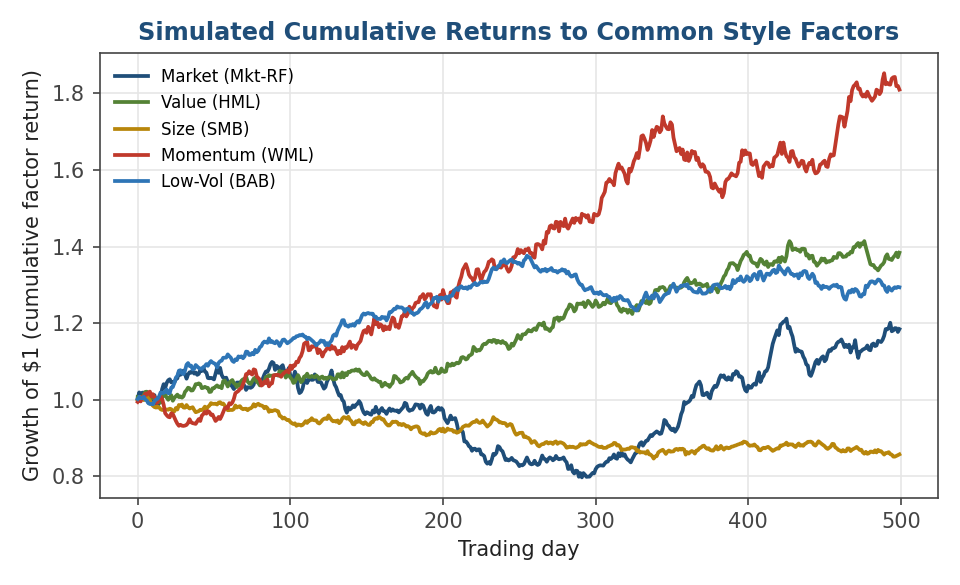 Simulated Cumulative Returns to Common Style Factors
Growth of $1 (cumulative factor return)
1.8
1.6
1.4
1.2
1.0
0.8
Market (Mkt-RF)
Value (HML)
Size (SMB)
Momentum (WML)
Low-Vol (BAB)
0 100 200 300 400 500
Trading day